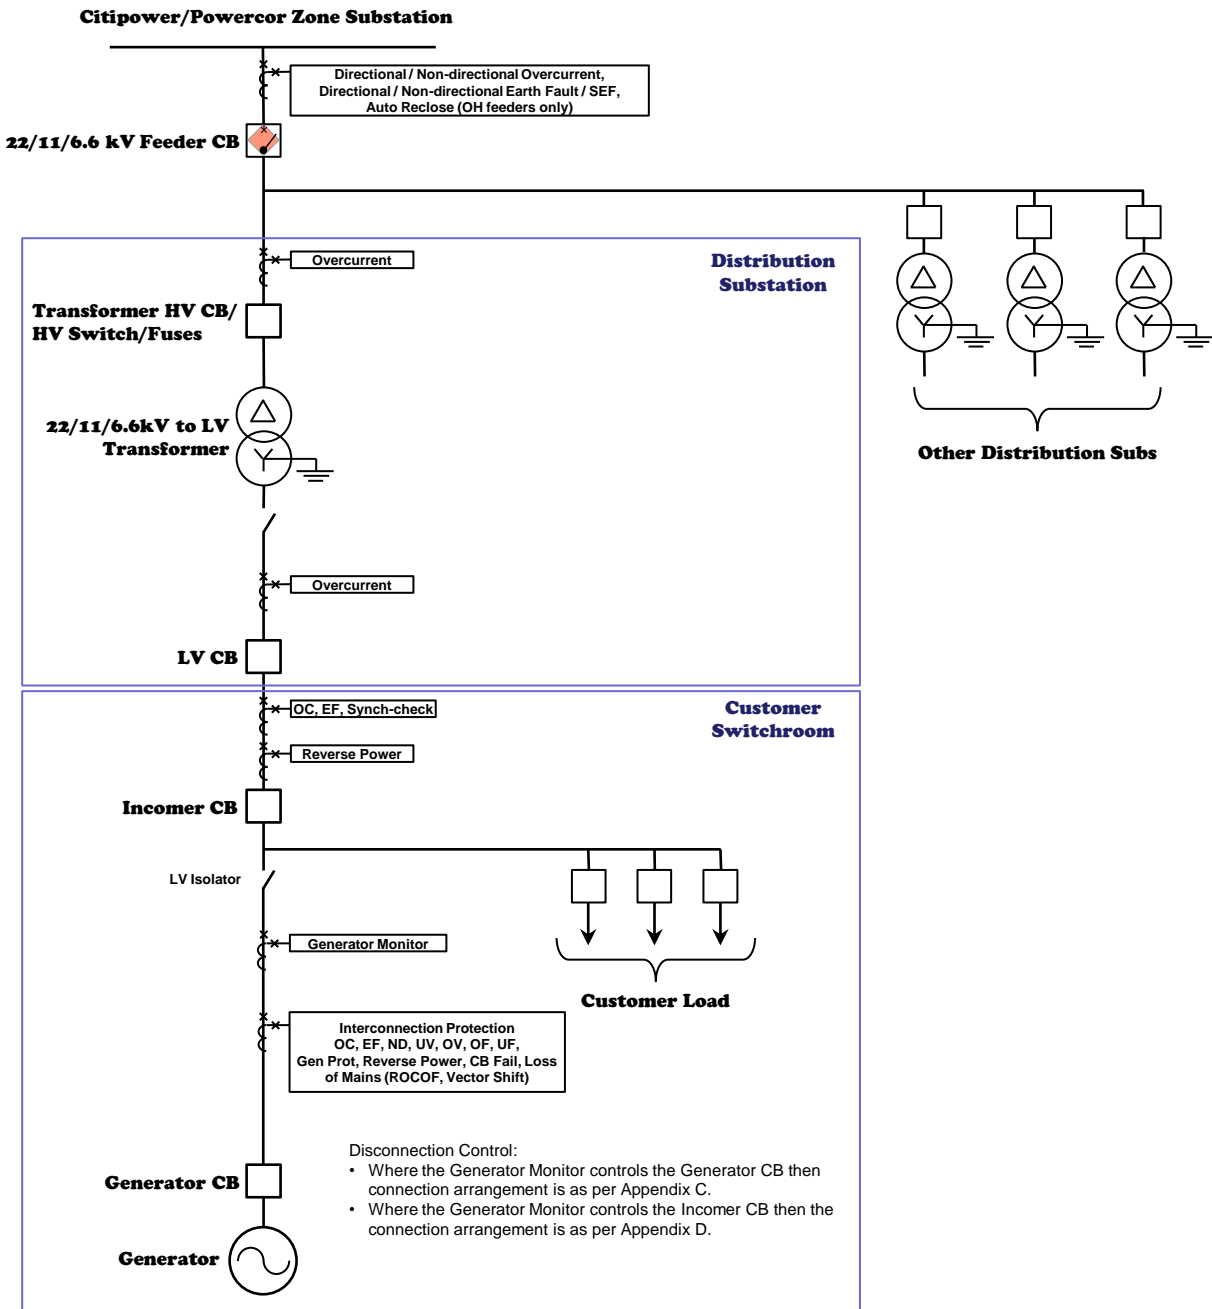 Citipower/Powercor Zone Substation
Directional / Non-directional Overcurrent,
Directional / Non-directional Earth Fault / SEF,
Auto Reclose (OH feeders only)
22/11/6.6 kV Feeder CB
Overcurrent
Distribution
Substation
Transformer HV CB/
HV Switch/Fuses
22/11/6.6kV to LV
Transformer
Other Distribution Subs
Overcurrent
LV CB
OC, EF, Synch-check
Customer
Switchroom
Reverse Power
Incomer CB
LV Isolator
Generator Monitor
Customer Load
Interconnection Protection
OC, EF, ND, UV, OV, OF, UF,
Gen Prot, Reverse Power, CB Fail, Loss
of Mains (ROCOF, Vector Shift)
Disconnection Control:
• Where the Generator Monitor controls the Generator CB then
connection arrangement is as per Appendix C.
• Where the Generator Monitor controls the Incomer CB then the
connection arrangement is as per Appendix D.
Generator CB
Generator